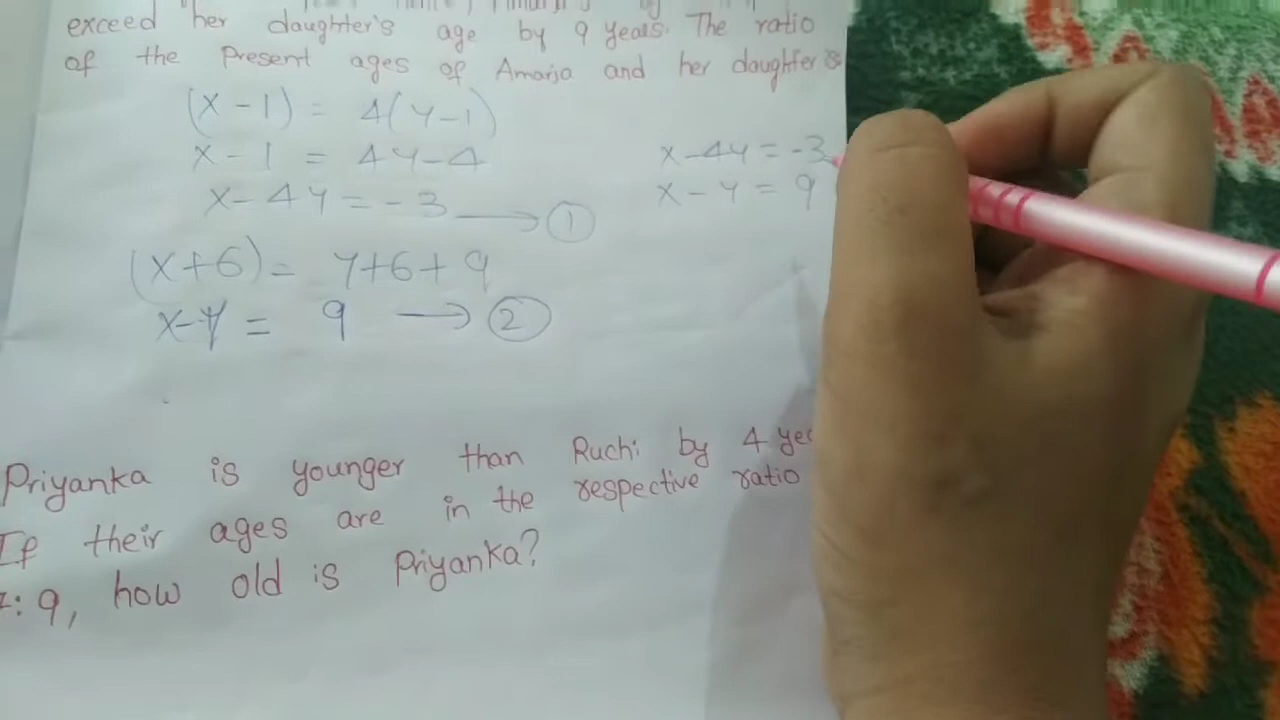 exceed her daughter's age by 9 years. The ratio
of the Present ages of Amarja and her daughter is
(x - 1) = 4(y-1)
x - 1 = 4y-4
x - 4y = - 3 → ①
x - 4y = -3
x - y = 9
(x+6) = y+6+9
x-y = 9 → ②
Priyanka is younger than Ruchi by 4
If their ages are in the respective ratio
: 9, how old is Priyanka?